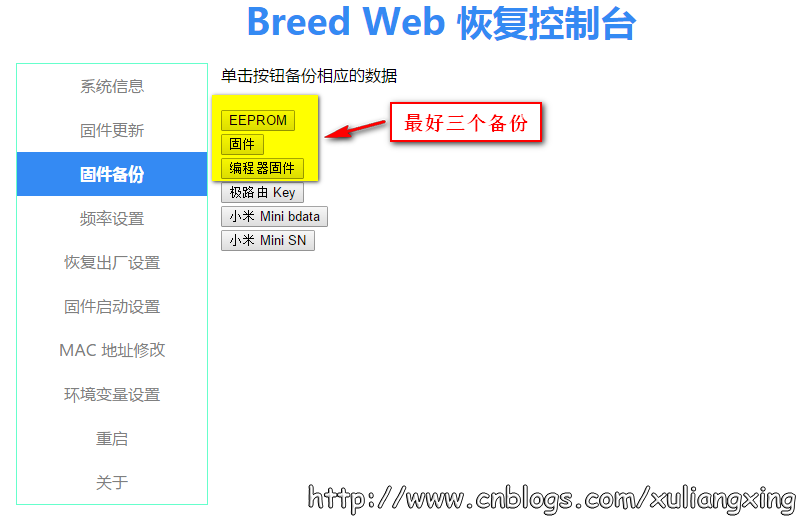 Breed Web 恢复控制台
系统信息
固件更新
固件备份
频率设置
恢复出厂设置
固件启动设置
MAC 地址修改
环境变量设置
重启
关于
单击按钮备份相应的数据
EEPROM
固件
编程器固件
极路由 Key
小米 Mini bdata
小米 Mini SN
最好三个备份
http://www.cnblogs.com/xuliangxing